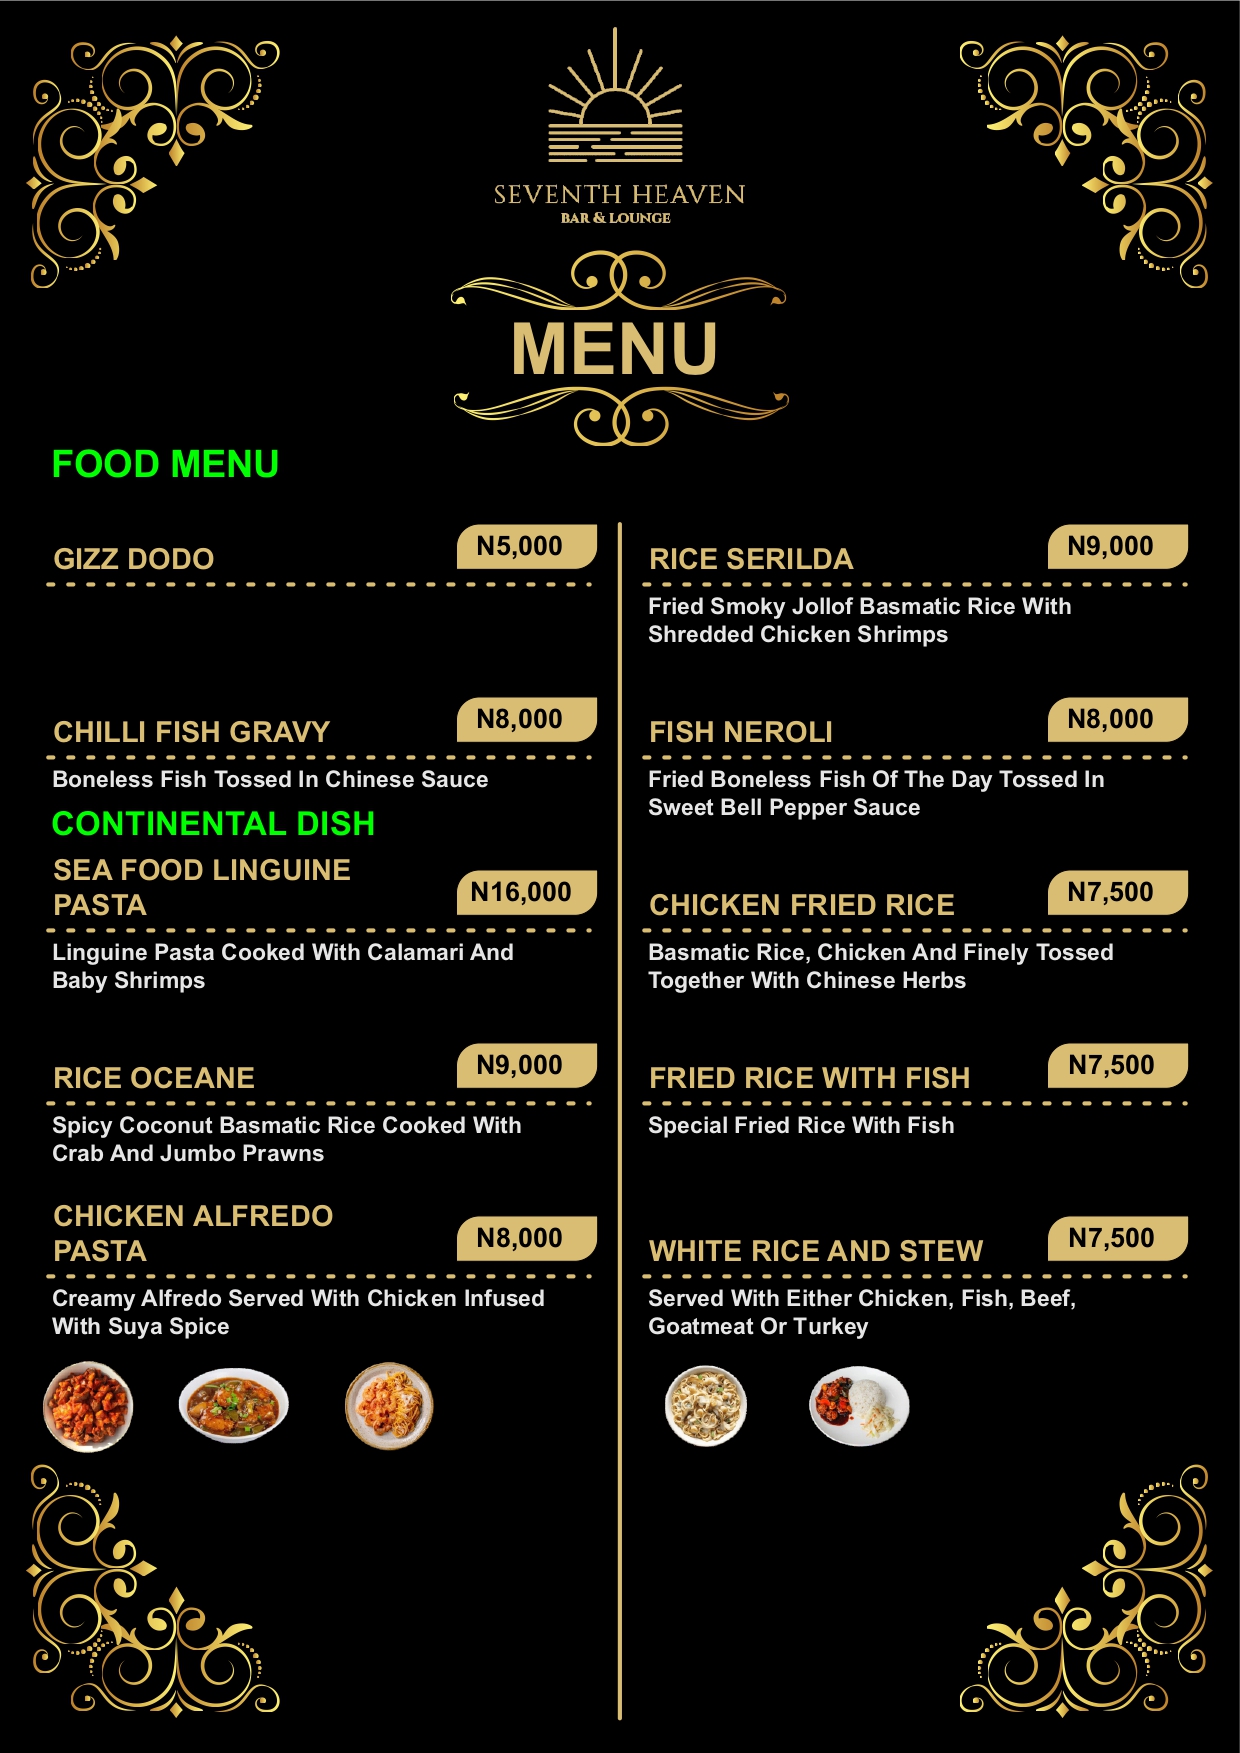 SEVENTH HEAVEN
BAR & LOUNGE
MENU
FOOD MENU
GIZZ DODO
N5,000
CHILLI FISH GRAVY
N8,000
Boneless Fish Tossed In Chinese Sauce
CONTINENTAL DISH
SEA FOOD LINGUINE
PASTA
N16,000
Linguine Pasta Cooked With Calamari And
Baby Shrimps
RICE OCEANE
N9,000
Spicy Coconut Basmatic Rice Cooked With
Crab And Jumbo Prawns
CHICKEN ALFREDO
PASTA
N8,000
Creamy Alfredo Served With Chicken Infused
With Suya Spice
RICE SERILDA
N9,000
Fried Smoky Jollof Basmatic Rice With
Shredded Chicken Shrimps
FISH NEROLI
N8,000
Fried Boneless Fish Of The Day Tossed In
Sweet Bell Pepper Sauce
CHICKEN FRIED RICE
N7,500
Basmatic Rice, Chicken And Finely Tossed
Together With Chinese Herbs
FRIED RICE WITH FISH
N7,500
Special Fried Rice With Fish
WHITE RICE AND STEW
N7,500
Served With Either Chicken, Fish, Beef,
Goatmeat Or Turkey